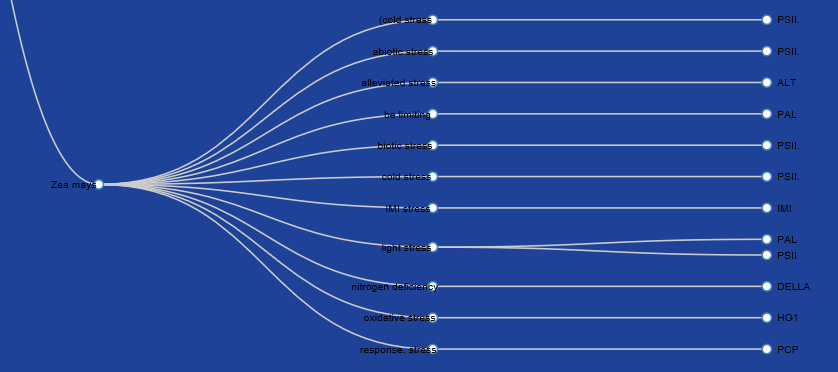 (cold stress PSII.
abiotic stress PSII.
alleviated stress ALT
be limiting PAL
biotic stress PSII.
cold stress PSII.
Zea mays
IMI stress IMI
light stress PAL
PSII
nitrogen deficiency DELLA
oxidative stress HO1
response, stress PCP